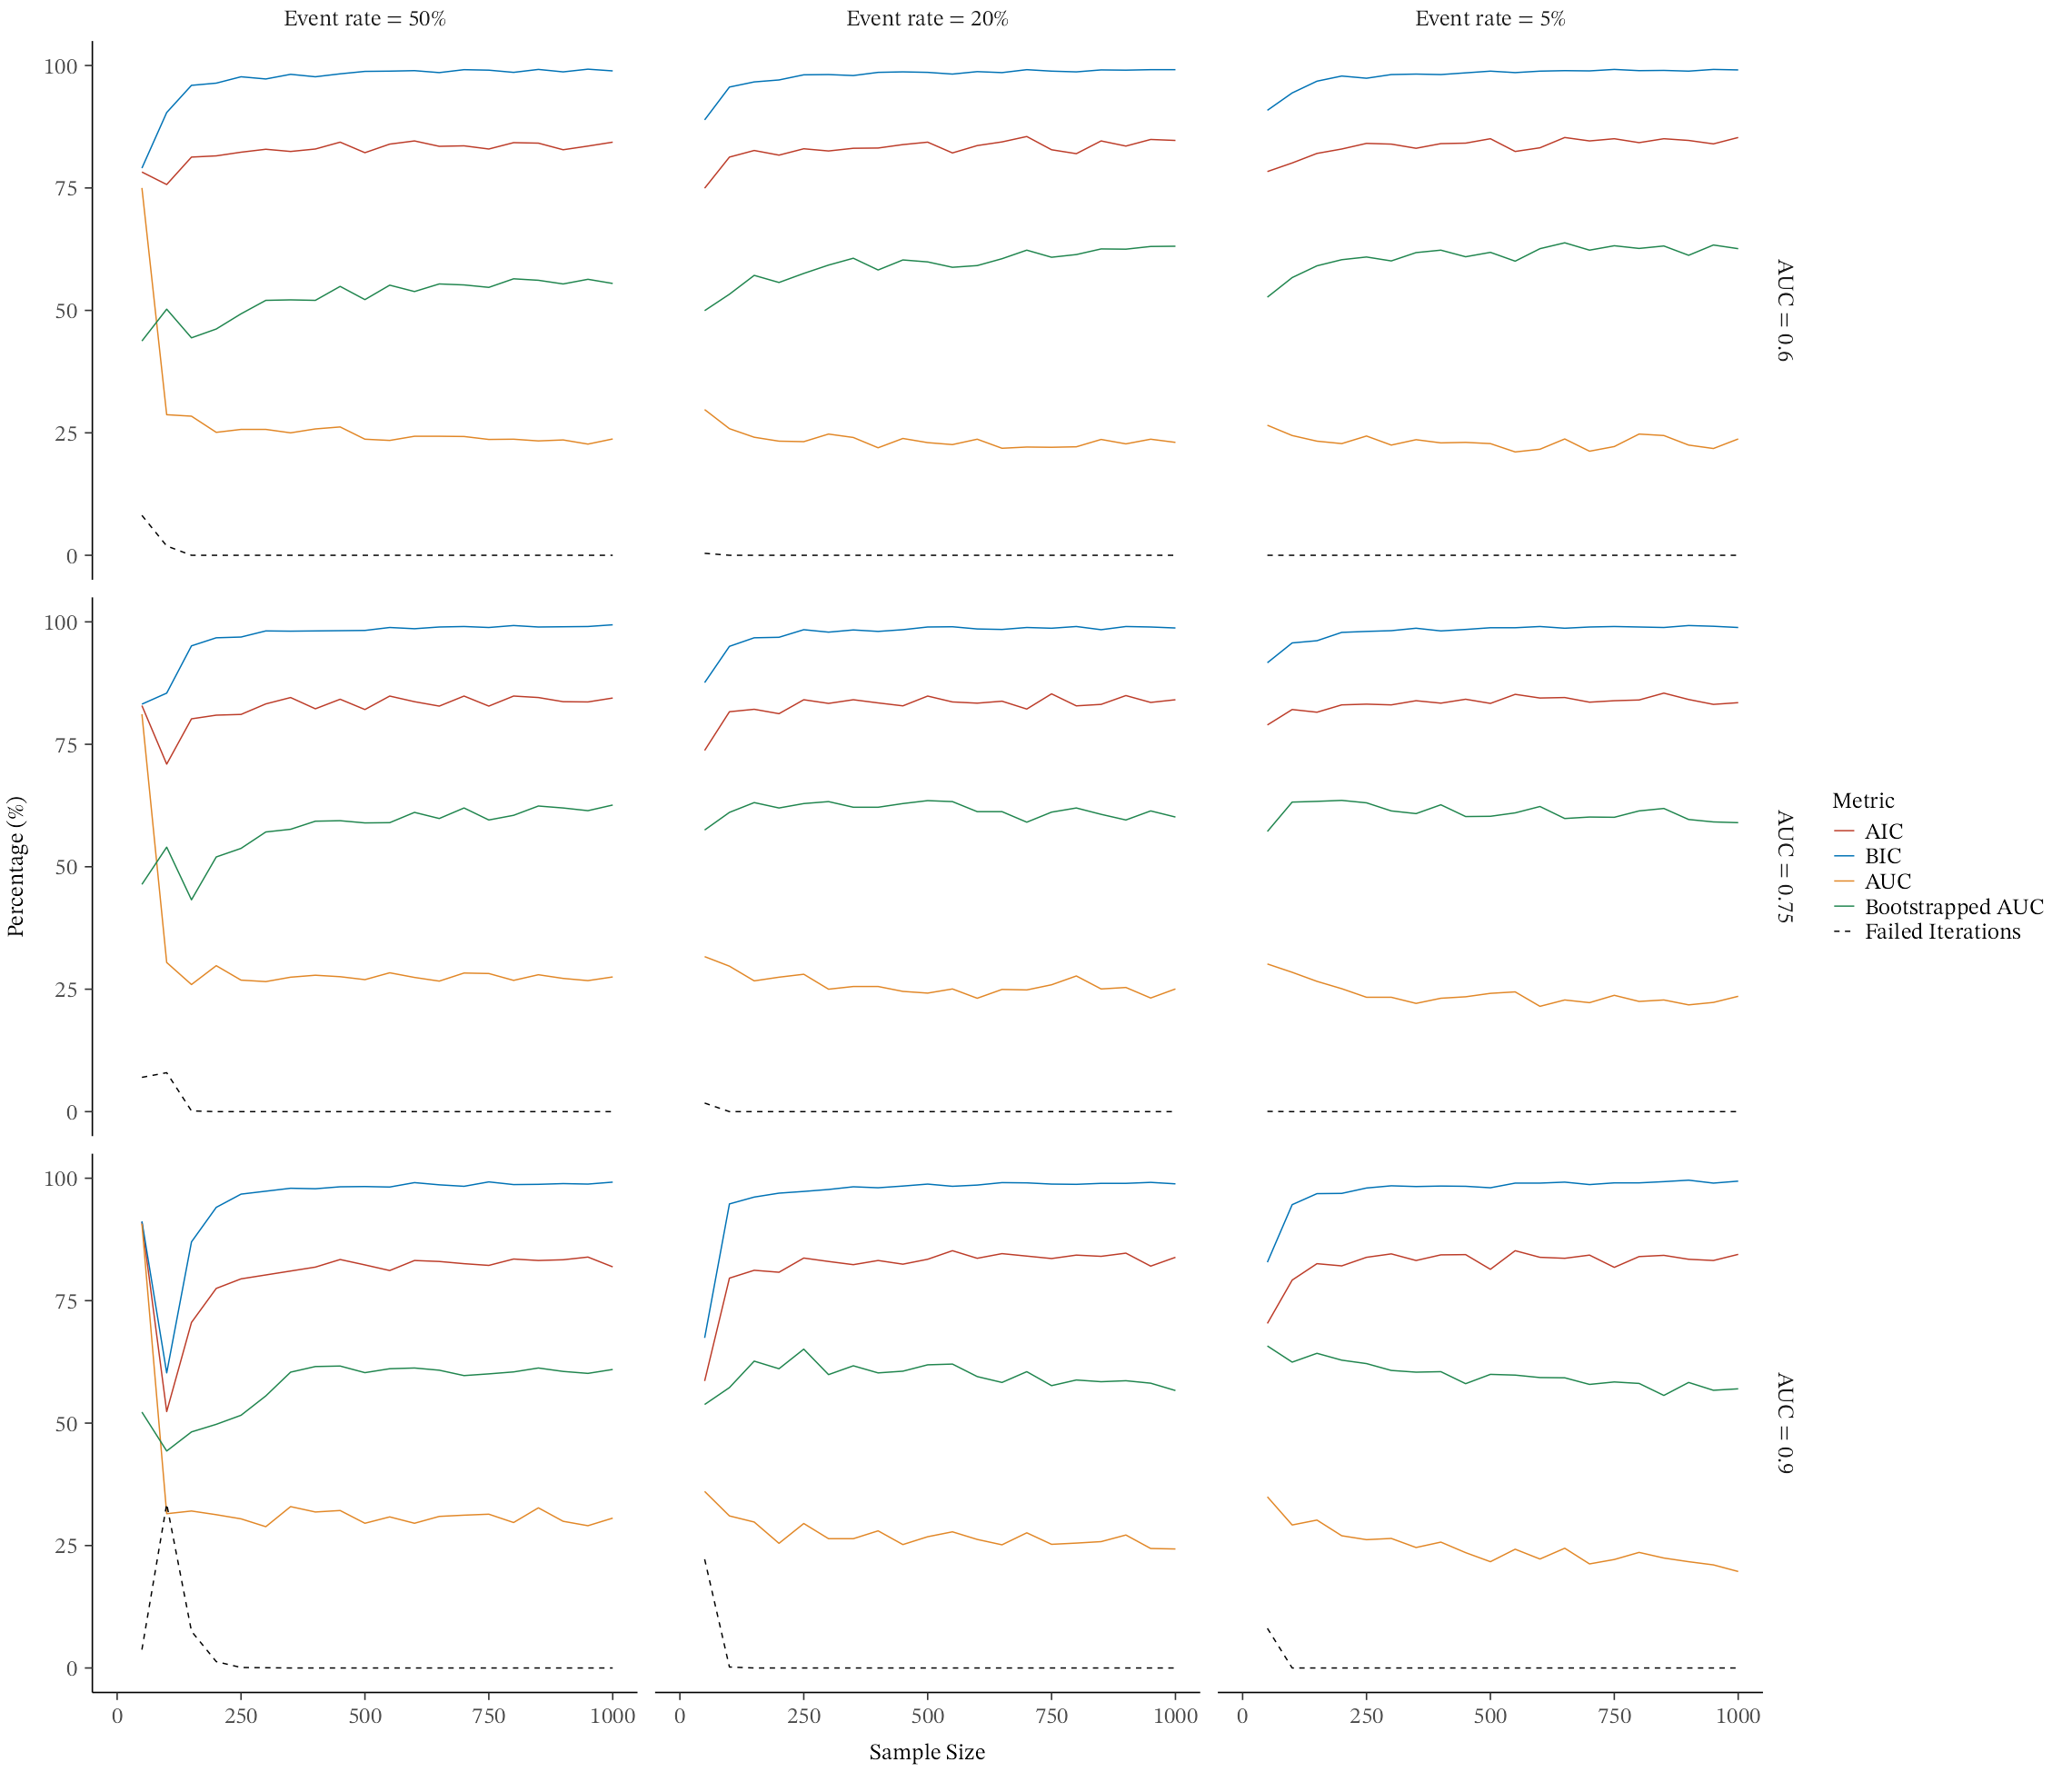 Event rate = 50%
Event rate = 20%
Event rate = 5%
100
75
50
25
0
AUC = 0.6
100
75
50
25
0
AUC = 0.75
100
75
50
25
0
AUC = 0.9
Percentage (%)
0 250 500 750 1000
0 250 500 750 1000
0 250 500 750 1000
Sample Size
Metric
AIC
BIC
AUC
Bootstrapped AUC
Failed Iterations